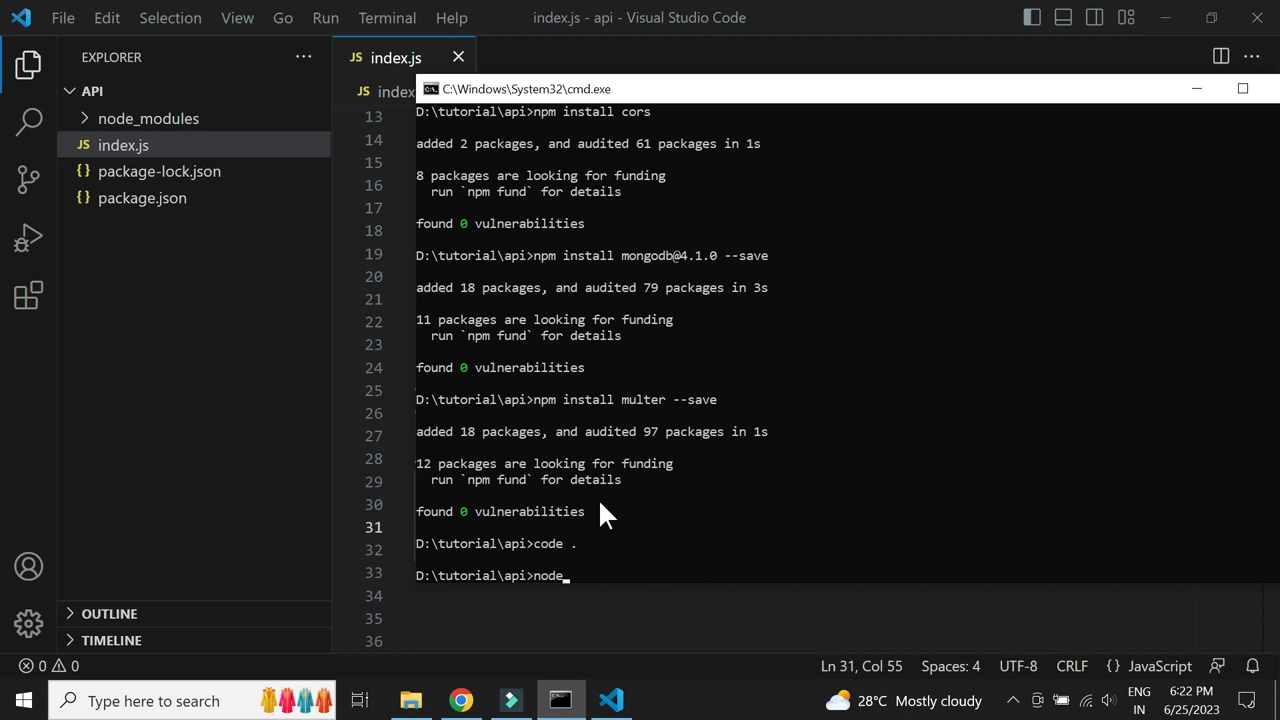 File Edit Selection View Go Run Terminal Help index.js - api - Visual Studio Code
EXPLORER
API
node_modules
JS index.js
{} package-lock.json
{} package.json
OUTLINE
TIMELINE
JS index.js
JS index
13
14
15
16
17
18
19
20
21
22
23
24
25
26
27
28
29
30
31
32
33
34
35
36
C:\Windows\System32\cmd.exe
D:\tutorial\api>npm install cors
added 2 packages, and audited 61 packages in 1s
8 packages are looking for funding
run `npm fund` for details
found 0 vulnerabilities
D:\tutorial\api>npm install mongodb@4.1.0 --save
added 18 packages, and audited 79 packages in 3s
11 packages are looking for funding
run `npm fund` for details
found 0 vulnerabilities
D:\tutorial\api>npm install multer --save
added 18 packages, and audited 97 packages in 1s
12 packages are looking for funding
run `npm fund` for details
found 0 vulnerabilities
D:\tutorial\api>code .
D:\tutorial\api>node
0 0 Ln 31, Col 55 Spaces: 4 UTF-8 CRLF {} JavaScript
Type here to search 28°C Mostly cloudy ENG 6:22 PM
IN 6/25/2023